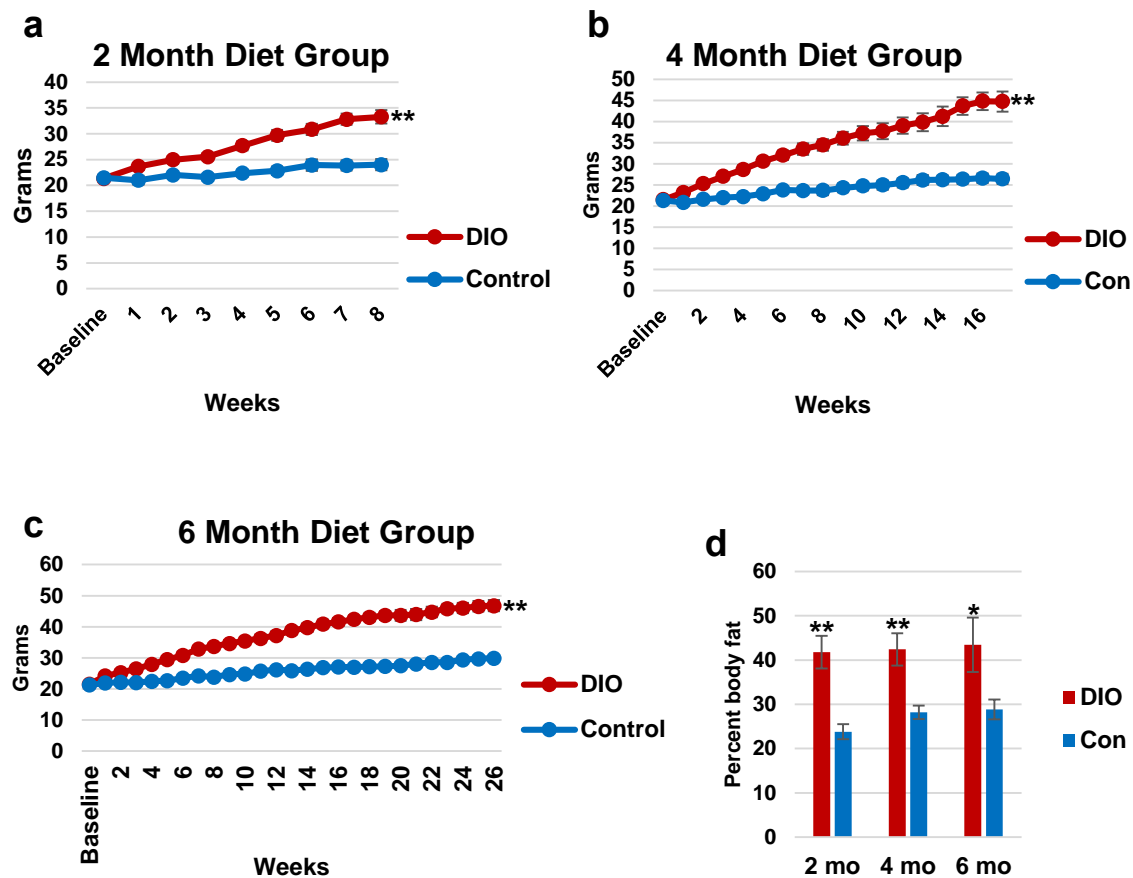 a
2 Month Diet Group
40
35
30
25
20
15
10
5
0
Grams
Baseline
1
2
3
4
5
6
7
8
Weeks
**
DIO
Control
b
4 Month Diet Group
50
45
40
35
30
25
20
15
10
5
0
Grams
Baseline
2
4
6
8
10
12
14
16
Weeks
**
DIO
Con
c
6 Month Diet Group
60
50
40
30
20
10
0
Grams
Baseline
2
4
6
8
10
12
14
16
18
20
22
24
26
Weeks
**
DIO
Control
d
60
50
40
30
20
10
0
Percent body fat
**
**
*
2 mo
4 mo
6 mo
DIO
Con